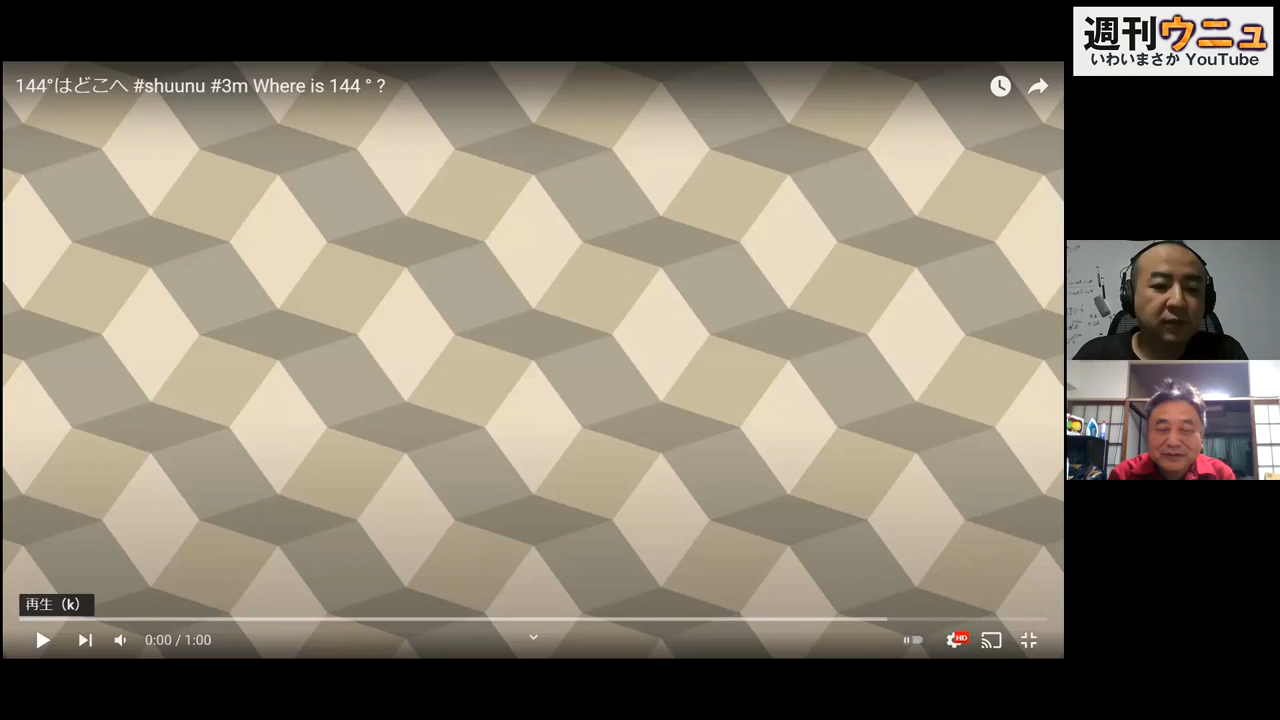 144°はどこへ #shuunu #3m Where is 144 ° ?
週刊ウニュ
いわいまさか YouTube
再生（k）
0:00 / 1:00
HD